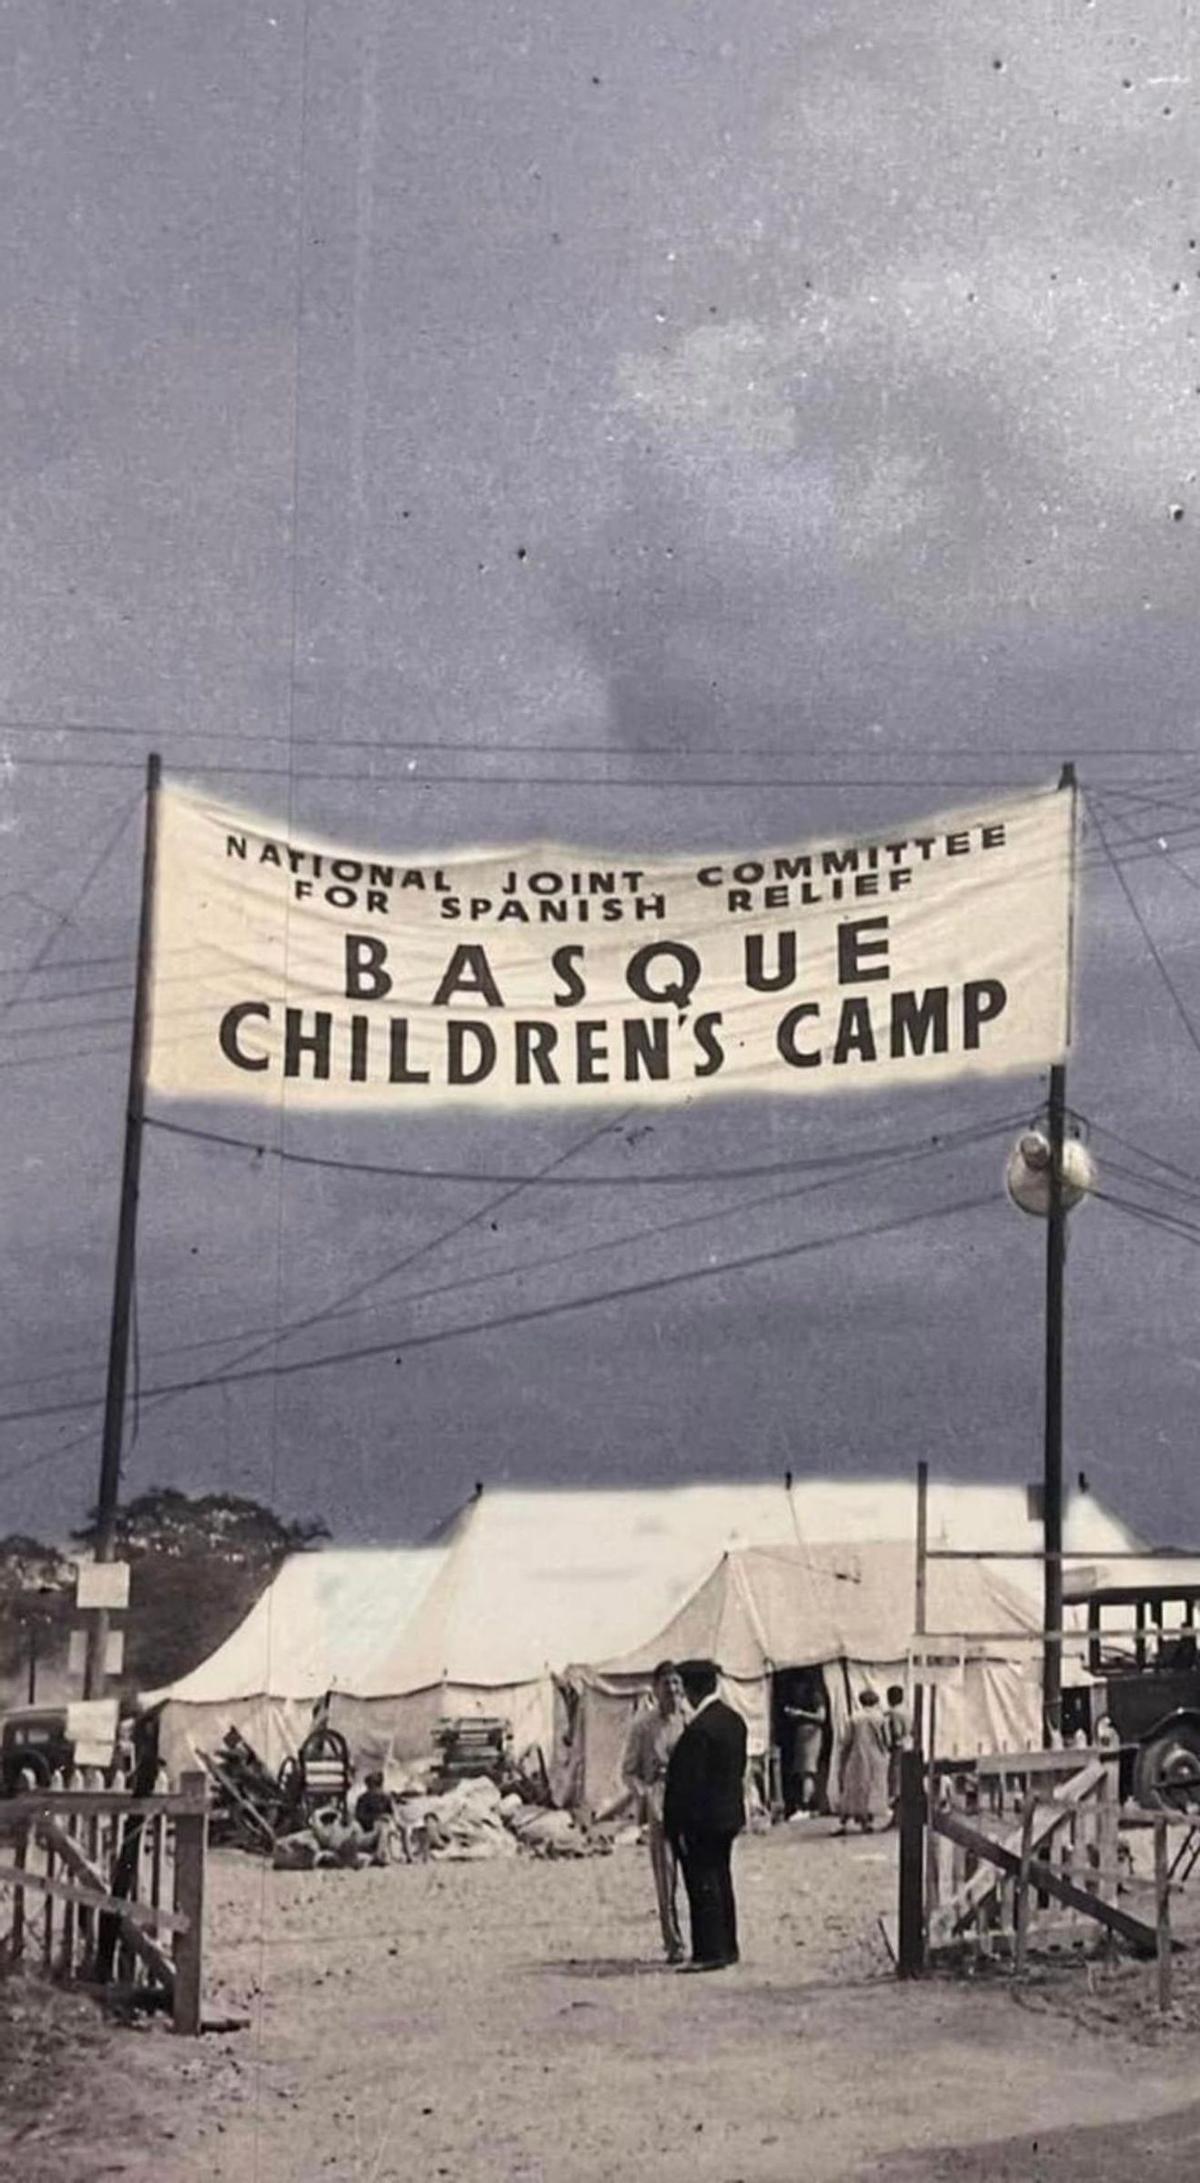 NATIONAL JOINT COMMITTEE
FOR SPANISH RELIEF
BASQUE
CHILDREN'S CAMP